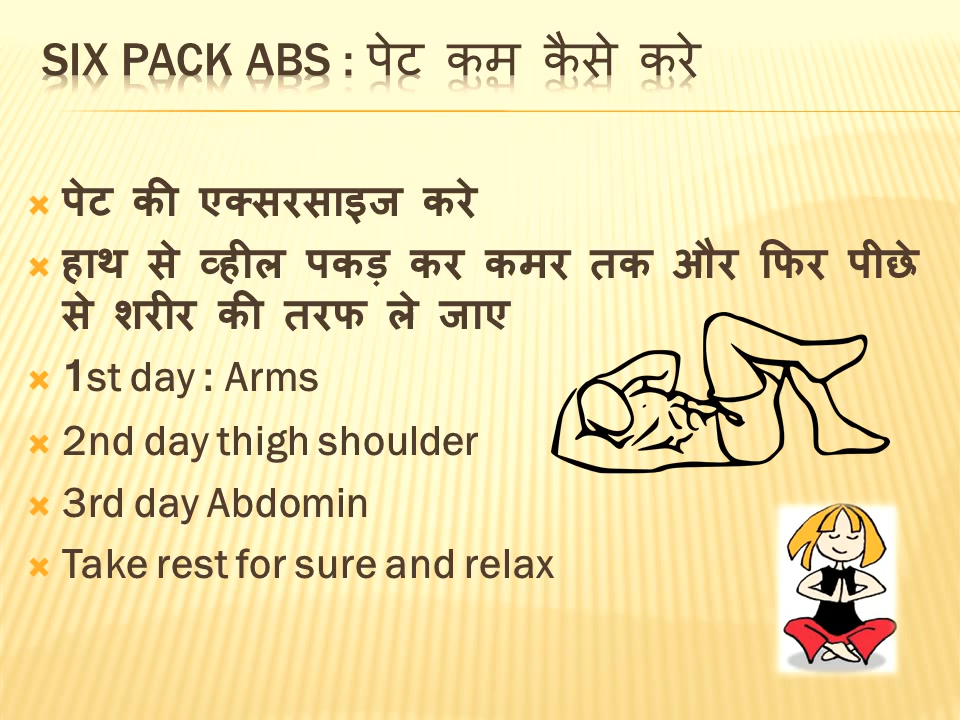 SIX PACK ABS : पेट कम कैसे करे
पेट की एक्सरसाइज करे
हाथ से व्हील पकड़ कर कमर तक और फिर पीछे
से शरीर की तरफ ले जाए
1st day : Arms
2nd day thigh shoulder
3rd day Abdomin
Take rest for sure and relax